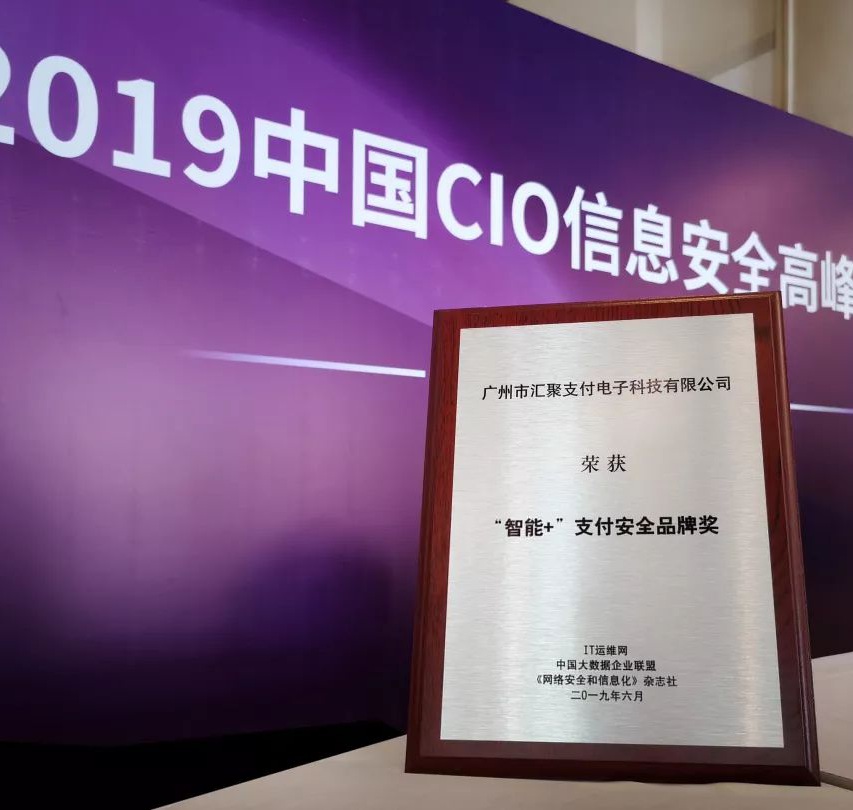 2019中国CIO信息安全高峰
广州市汇聚支付电子科技有限公司
荣获
“智能+”支付安全品牌奖
IT运维网
中国大数据企业联盟
《网络安全和信息化》杂志社
二0一九年六月